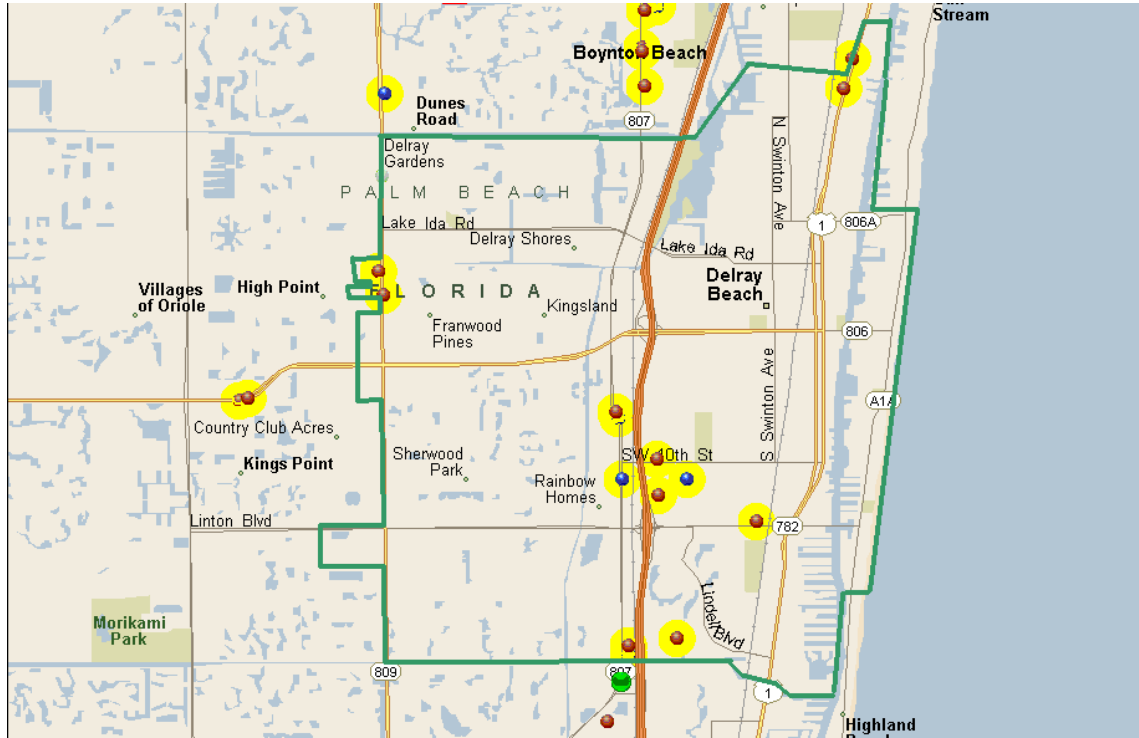 Stream
Boynton Beach
Dunes
Road
807
Delray
Gardens
N Swinton Ave
PALM BEACH
Lake Ida Rd
Delray Shores
806A
1
Lake Ida Rd
Delray
Beach
Villages
of Oriole
High Point
FLORIDA
Kingsland
Franwood
Pines
806
S Swinton Ave
A1A
Country Club Acres
Kings Point
Sherwood
Park
SW 10th St
Rainbow
Homes
Linton Blvd
782
Lindell Blvd
Morikami
Park
809
807
1
Highland